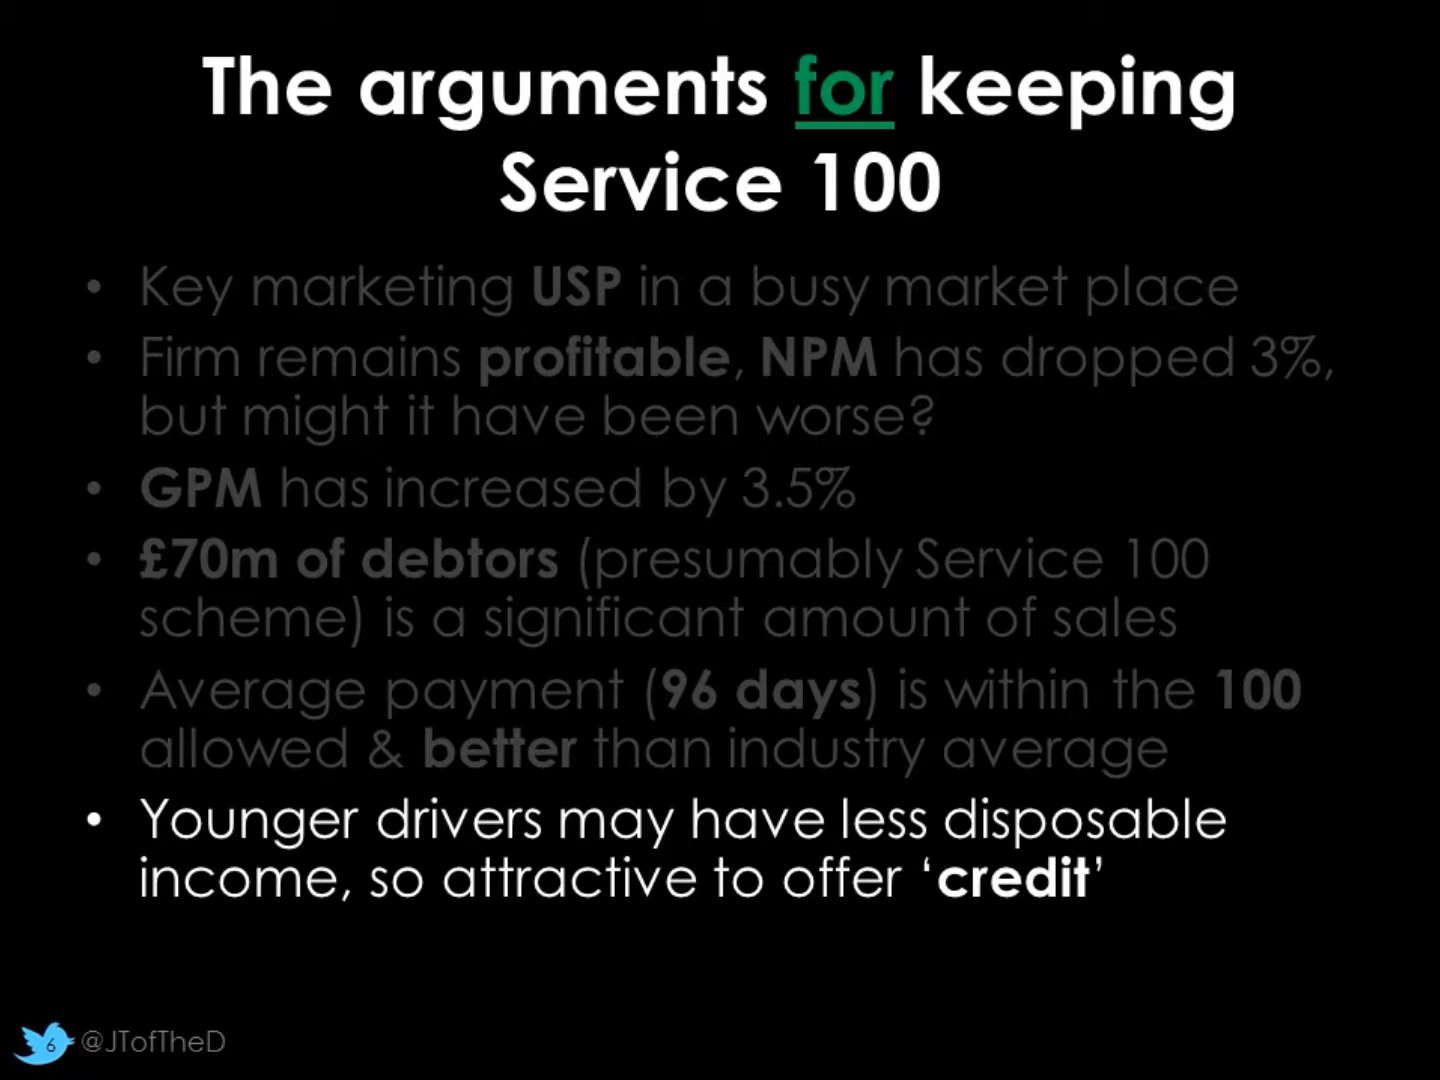 The arguments for keeping
Service 100
• Key marketing USP in a busy market place
• Firm remains profitable, NPM has dropped 3%,
but might it have been worse?
• GPM has increased by 3.5%
• £70m of debtors (presumably Service 100
scheme) is a significant amount of sales
• Average payment (96 days) is within the 100
allowed & better than industry average
• Younger drivers may have less disposable
income, so attractive to offer ‘credit’
6 @JTofTheD